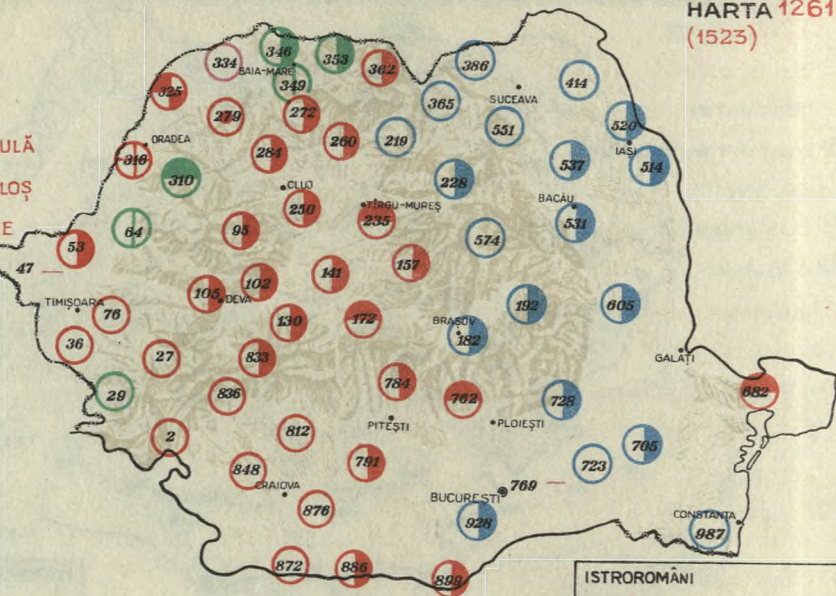 HARTA 1261
(1523)
ULĂ
LOȘ
E
334
346
353
362
386
BAIA-MARE
349
325
365
SUCEAVA
414
279
272
219
551
520
ORADEA
316
284
260
IAȘI
310
537
514
CLUJ
228
250
TÎRGU-MUREȘ
235
BACĂU
531
64
95
574
53
47 —
157
141
102
105
DEVA
192
605
TIMIȘOARA
76
130
172
BRAȘOV
182
36
27
833
GALAȚI
29
836
784
762
728
682
PITEȘTI
PLOIEȘTI
2
812
705
848
791
723
CRAIOVA
876
BUCUREȘTI
769 —
928
CONSTANȚA
987
872
886
899
ISTROROMÂNI